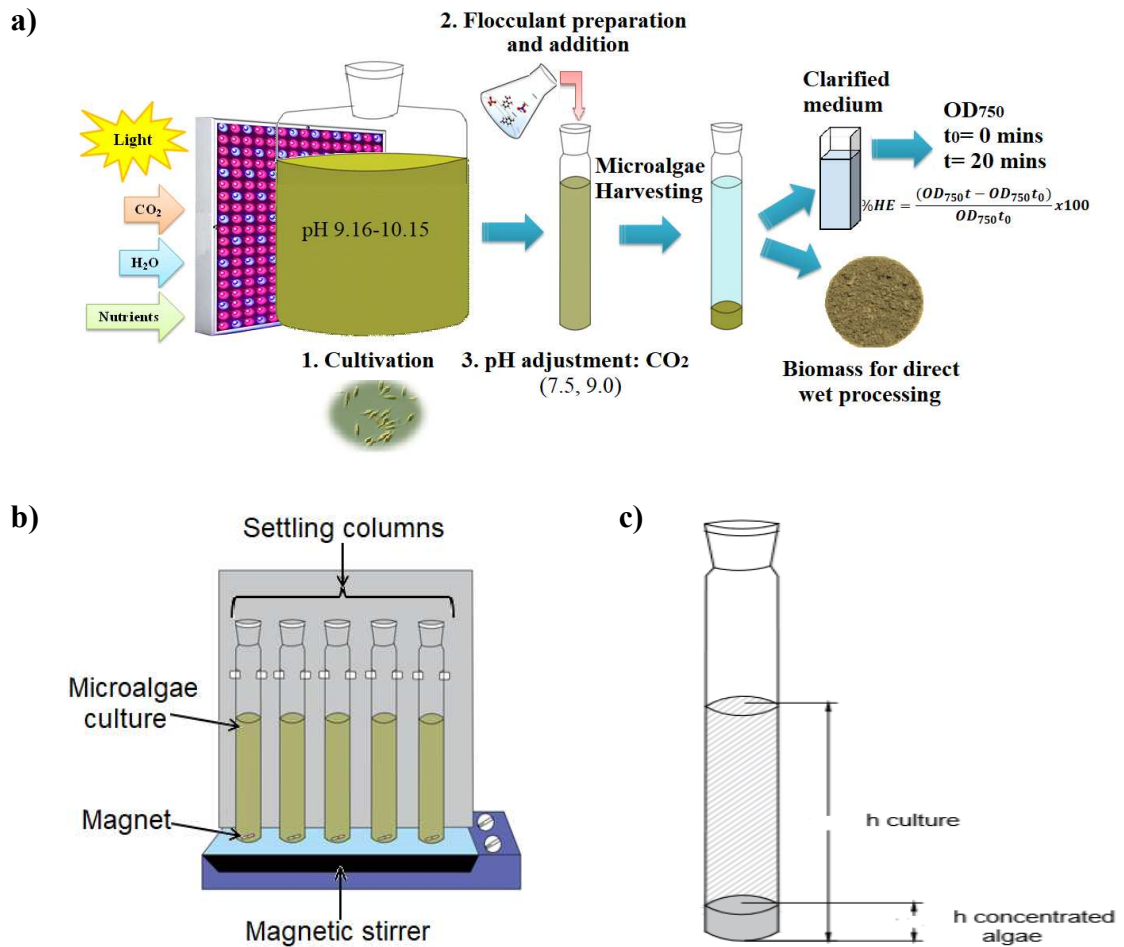 a)
2. Flocculant preparation
and addition
Light
CO₂
H₂O
Nutrients
pH 9.16-10.15
Microalgae
Harvesting
Clarified
medium
OD750
t0= 0 mins
t= 20 mins
%HE = (OD₇₅₀t − OD₇₅₀t₀) / OD₇₅₀t₀ x100
1. Cultivation
3. pH adjustment: CO₂
(7.5, 9.0)
Biomass for direct
wet processing
b)
Settling columns
Microalgae
culture
Magnet
Magnetic stirrer
c)
h culture
h concentrated
algae